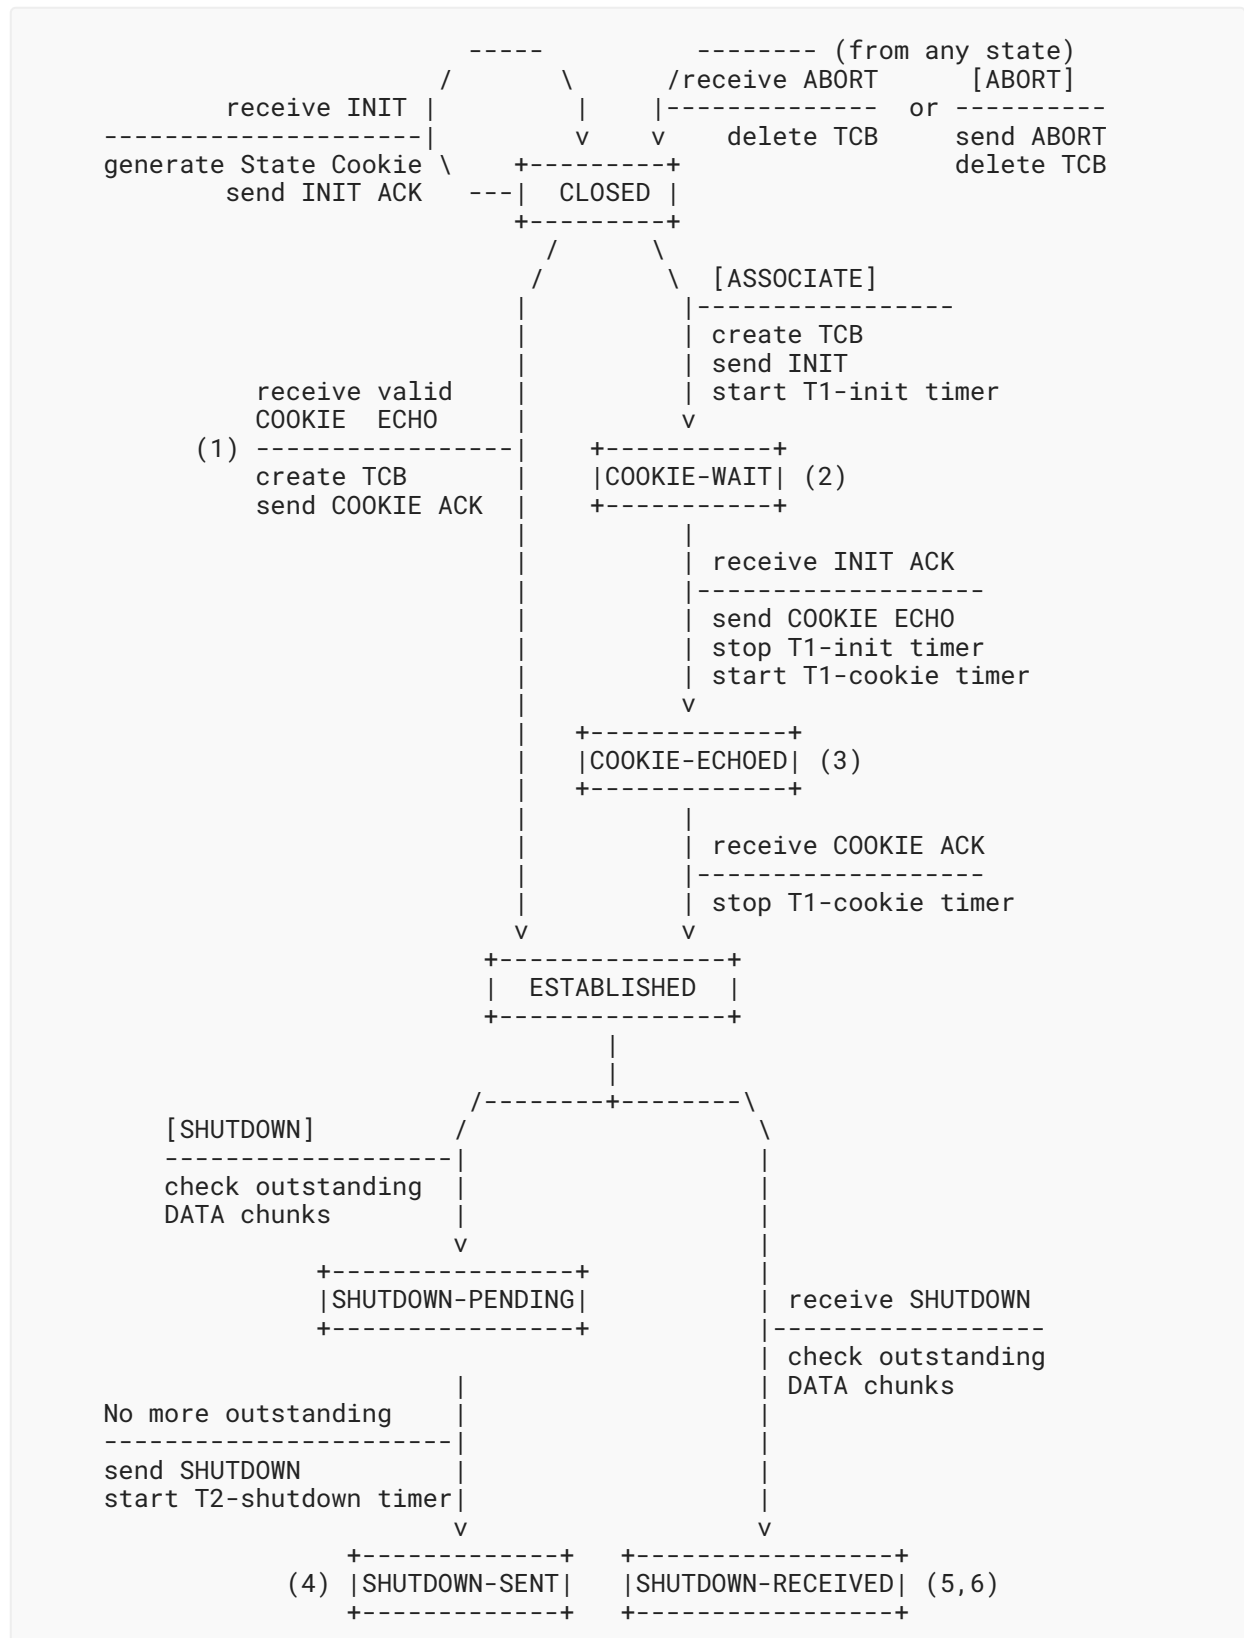 -----          -------- (from any state)
                      /       \      /receive ABORT      [ABORT]
        receive INIT |         |    |--------------  or ----------
---------------------|         v    v    delete TCB     send ABORT
generate State Cookie \    +---------+                  delete TCB
        send INIT ACK   ---|  CLOSED |
                           +---------+
                             /      \
                            /        \  [ASSOCIATE]
                           |          |-----------------
                           |          | create TCB
                           |          | send INIT
          receive valid    |          | start T1-init timer
          COOKIE  ECHO     |          v
      (1) -----------------|    +-----------+
          create TCB       |    |COOKIE-WAIT| (2)
          send COOKIE ACK  |    +-----------+
                           |          |
                           |          | receive INIT ACK
                           |          |-------------------
                           |          | send COOKIE ECHO
                           |          | stop T1-init timer
                           |          | start T1-cookie timer
                           |          v
                           |   +-------------+
                           |   |COOKIE-ECHOED| (3)
                           |   +-------------+
                           |          |
                           |          | receive COOKIE ACK
                           |          |-------------------
                           |          | stop T1-cookie timer
                           v          v
                         +---------------+
                         |  ESTABLISHED  |
                         +---------------+
                                 |
                                 |
                        /--------+--------\
    [SHUTDOWN]         /                   \
    -------------------|                   |
    check outstanding  |                   |
    DATA chunks        |                   |
                       v                   |
              +----------------+           |
              |SHUTDOWN-PENDING|           | receive SHUTDOWN
              +----------------+           |------------------
                                           | check outstanding
                       |                   | DATA chunks
No more outstanding    |                   |
-----------------------|                   |
send SHUTDOWN          |                   |
start T2-shutdown timer|                   |
                       v                   v
                +-------------+   +-----------------+
            (4) |SHUTDOWN-SENT|   |SHUTDOWN-RECEIVED| (5,6)
                +-------------+   +-----------------+